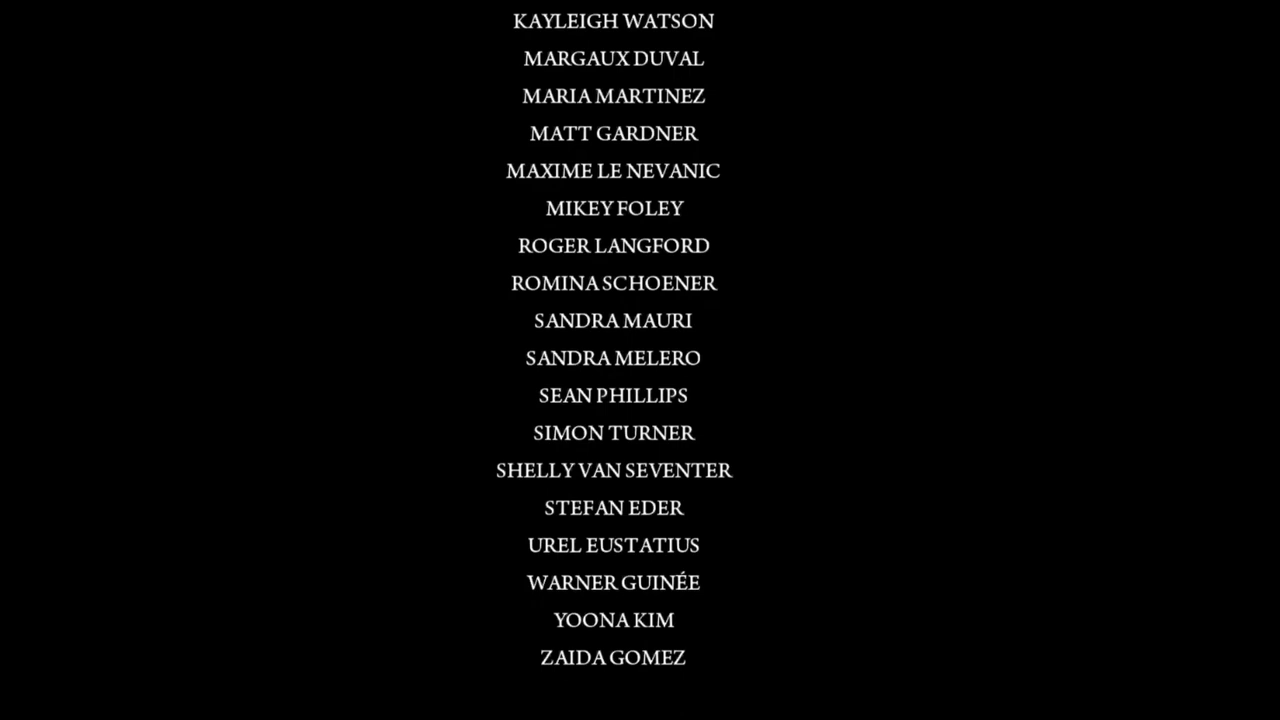 KAYLEIGH WATSON
MARGAUX DUVAL
MARIA MARTINEZ
MATT GARDNER
MAXIME LE NEVANIC
MIKEY FOLEY
ROGER LANGFORD
ROMINA SCHOENER
SANDRA MAURI
SANDRA MELERO
SEAN PHILLIPS
SIMON TURNER
SHELLY VAN SEVENTER
STEFAN EDER
UREL EUSTATIUS
WARNER GUINÉE
YOONA KIM
ZAIDA GOMEZ